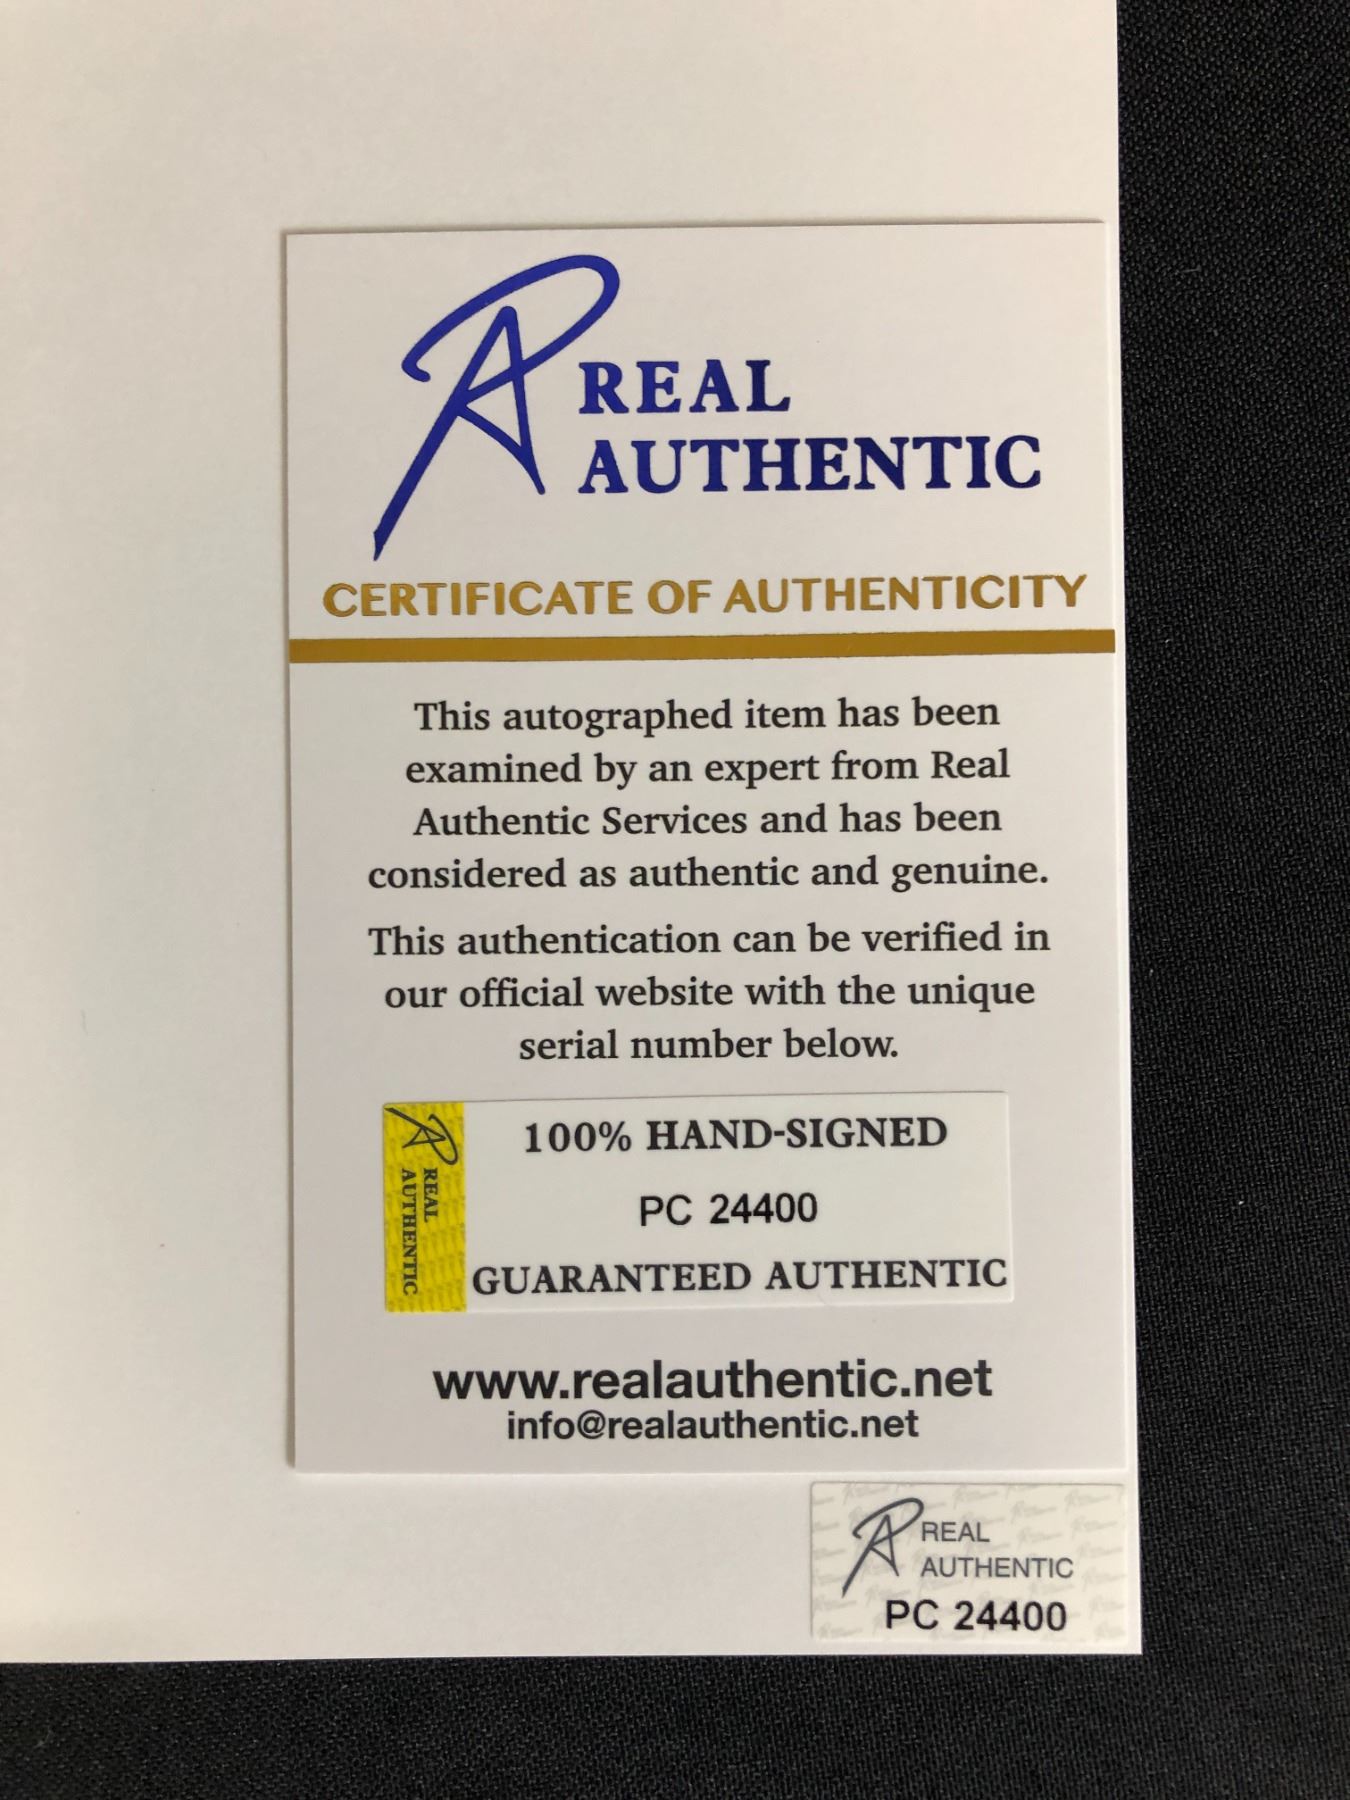 REAL
AUTHENTIC
CERTIFICATE OF AUTHENTICITY
This autographed item has been
examined by an expert from Real
Authentic Services and has been
considered as authentic and genuine.
This authentication can be verified in
our official website with the unique
serial number below.
REAL
AUTHENTIC
100% HAND-SIGNED
PC 24400
GUARANTEED AUTHENTIC
www.realauthentic.net
info@realauthentic.net
REAL
AUTHENTIC
PC 24400